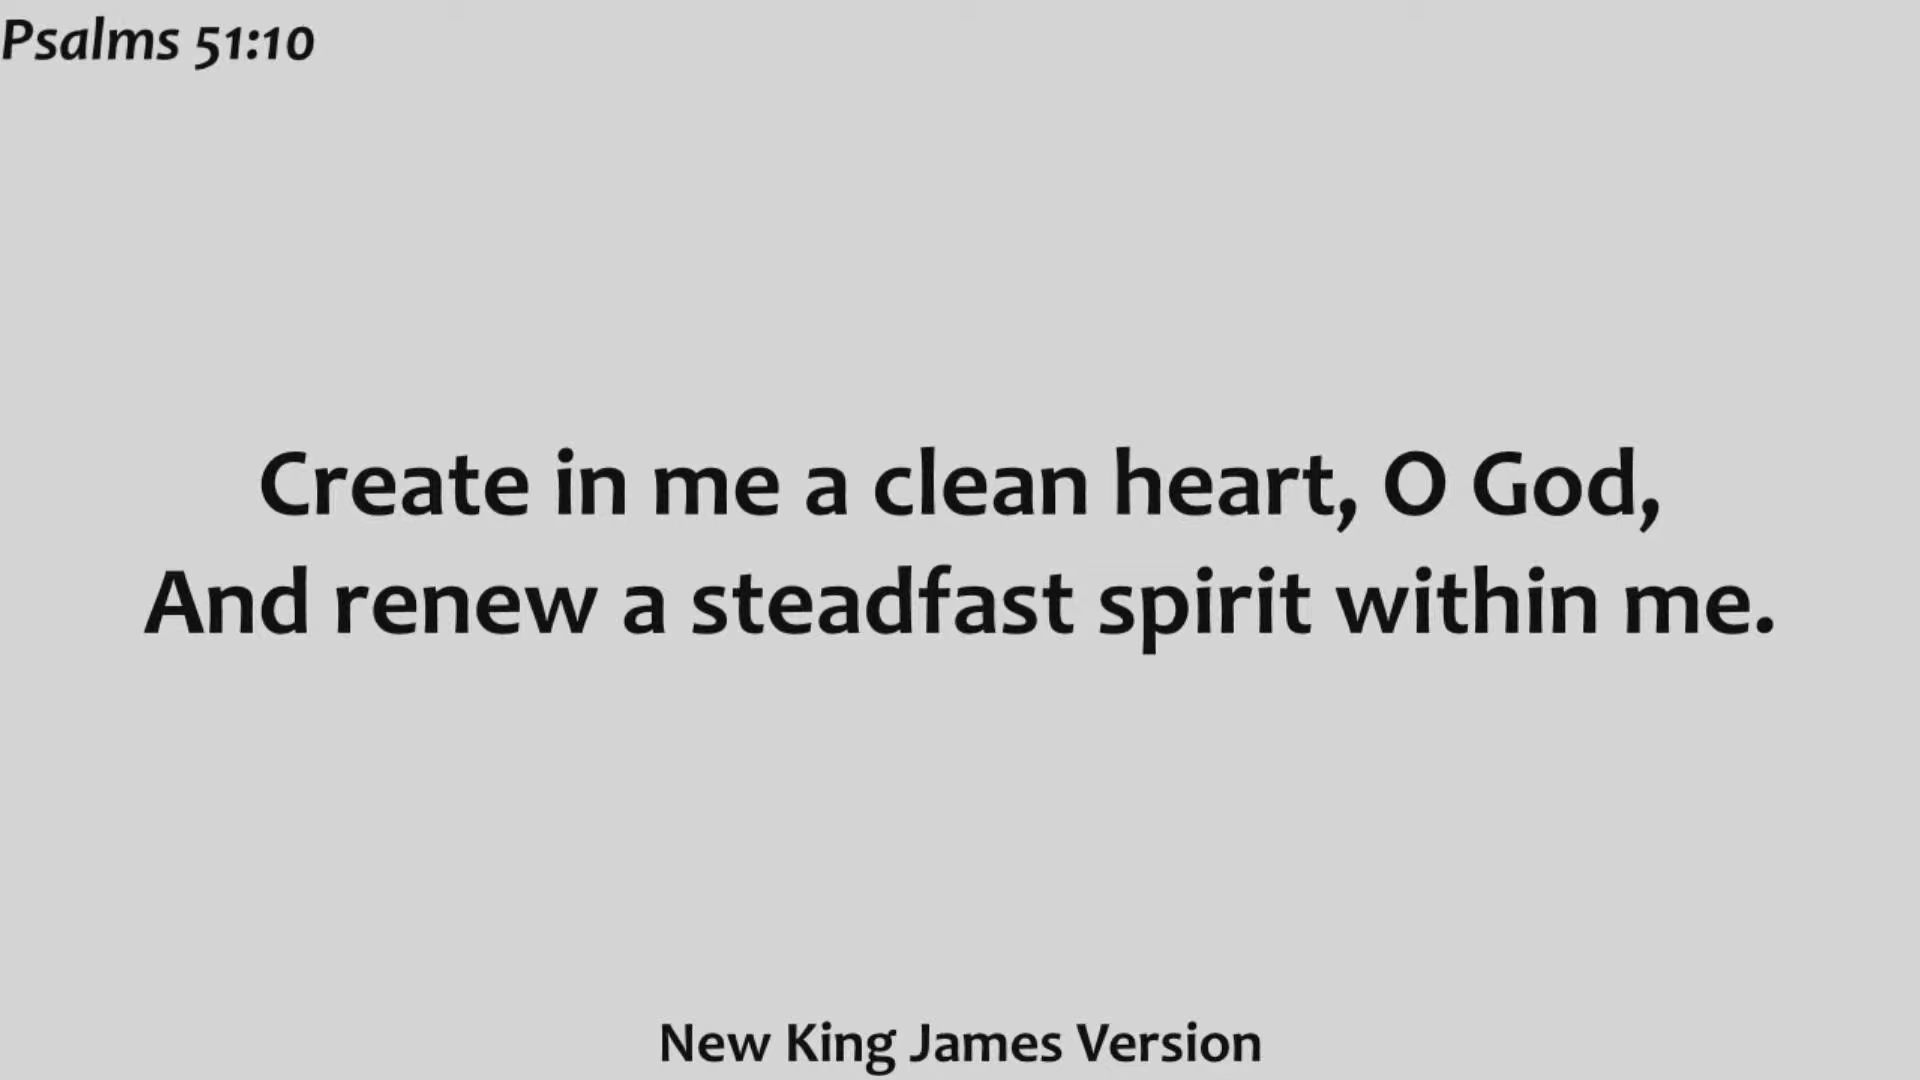 Psalms 51:10
Create in me a clean heart, O God,
And renew a steadfast spirit within me.
New King James Version